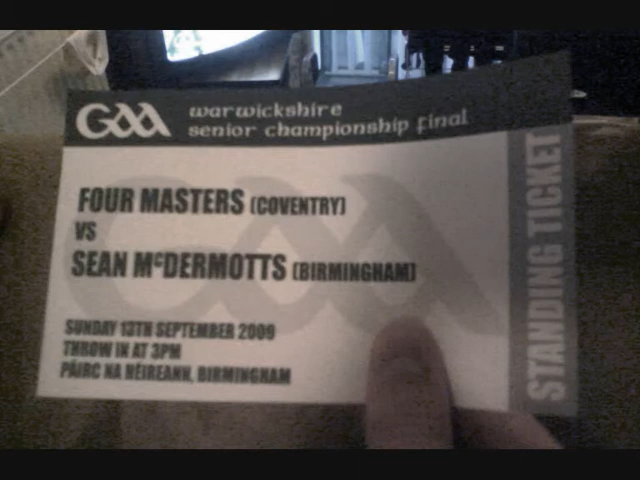 GAA
warwickshire
senior championship final
FOUR MASTERS (COVENTRY)
VS
SEAN McDERMOTTS (BIRMINGHAM)
SUNDAY 13TH SEPTEMBER 2009
THROW IN AT 3PM
PÁIRC NA HÉIREANN, BIRMINGHAM
STANDING TICKET